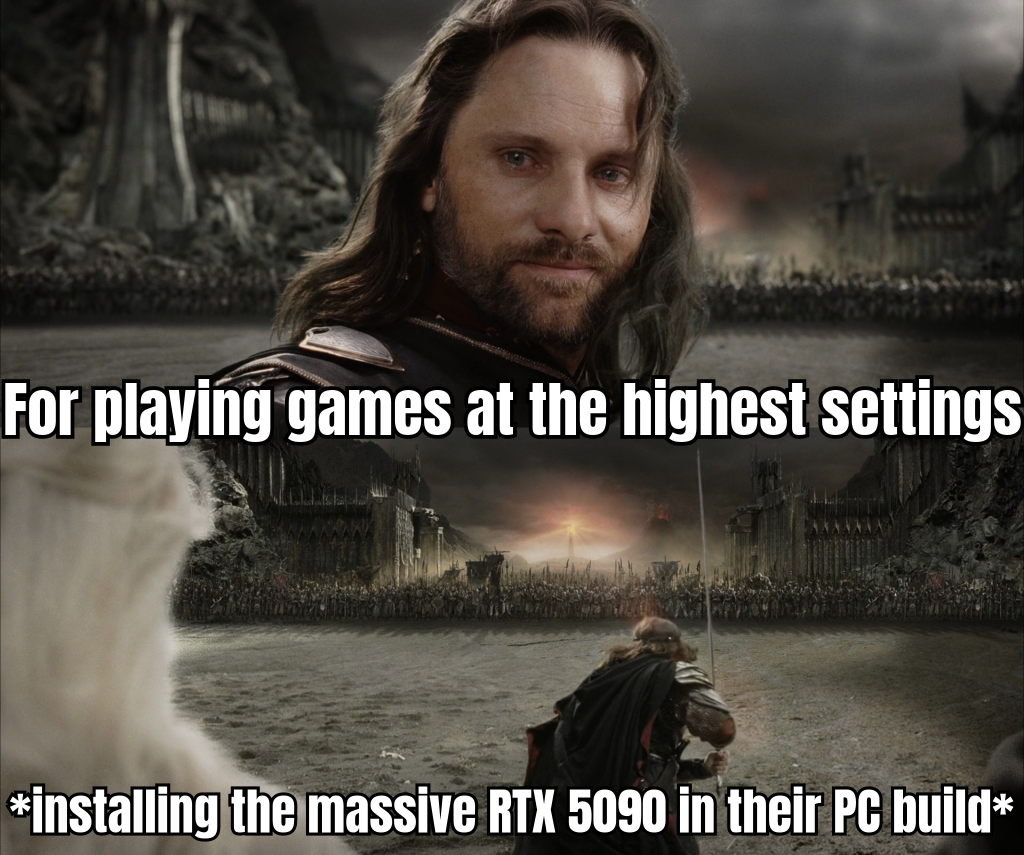 For playing games at the highest settings
*installing the massive RTX 5090 in their PC build*